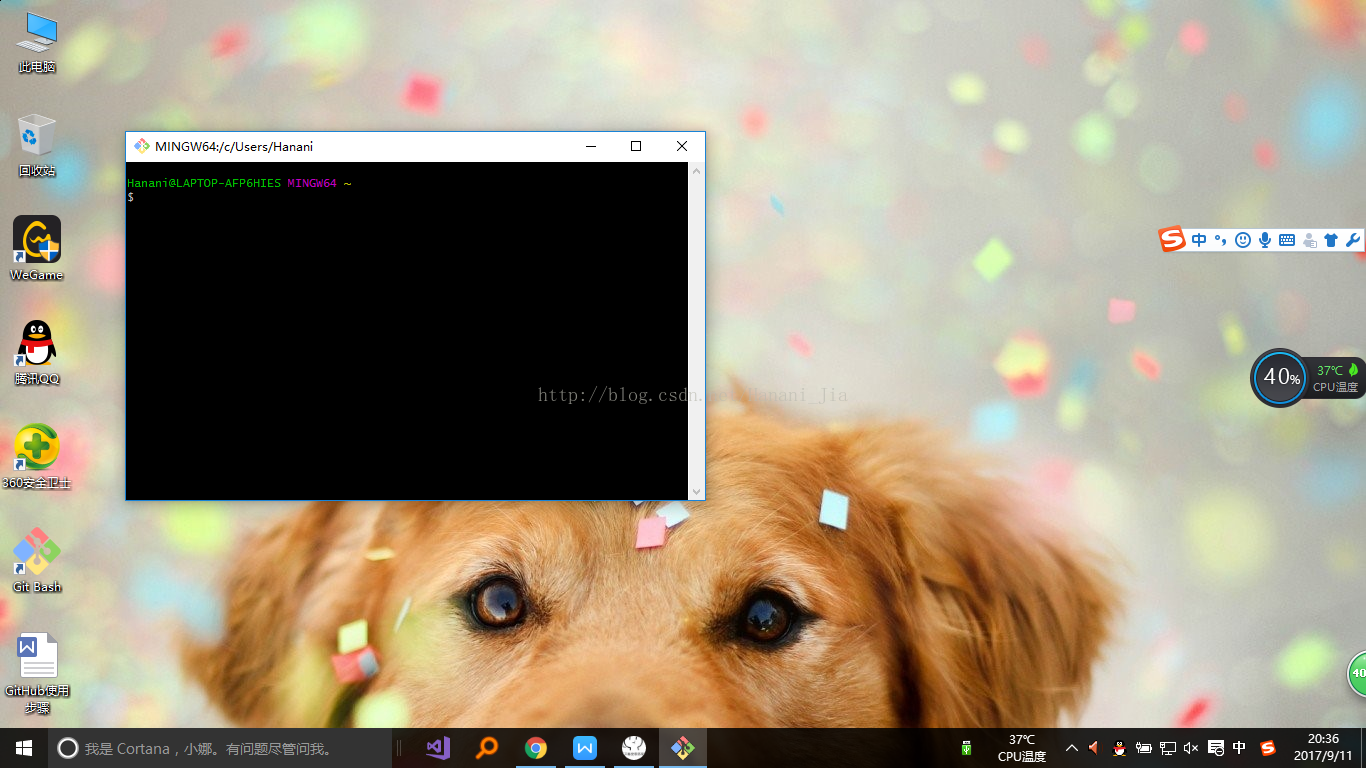 此电脑
回收站
WeGame
腾讯QQ
360安全卫士
Git Bash
GitHub使用
步骤
MINGW64:/c/Users/Hanani
Hanani@LAPTOP-AFP6HIES MINGW64 ~
$
http://blog.csdn. Hanani_jia
中
40%
37℃
CPU温度
40
我是 Cortana，小娜。有问题尽管问我。
37℃
CPU温度
中
20:36
2017/9/11